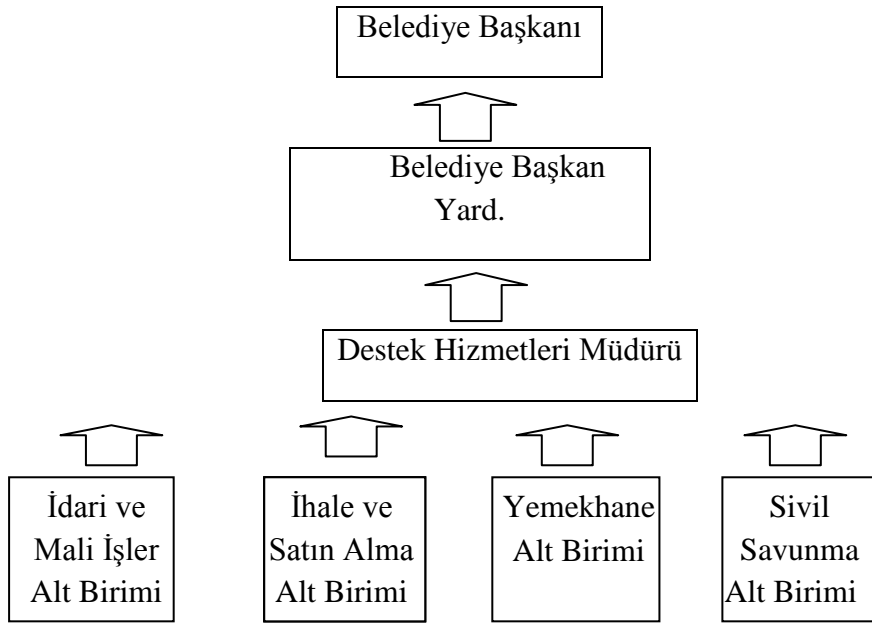 Belediye Başkanı
Belediye Başkan
Yard.
Destek Hizmetleri Müdürü
İdari ve
Mali İşler
Alt Birimi
İhale ve
Satın Alma
Alt Birimi
Yemekhane
Alt Birimi
Sivil
Savunma
Alt Birimi